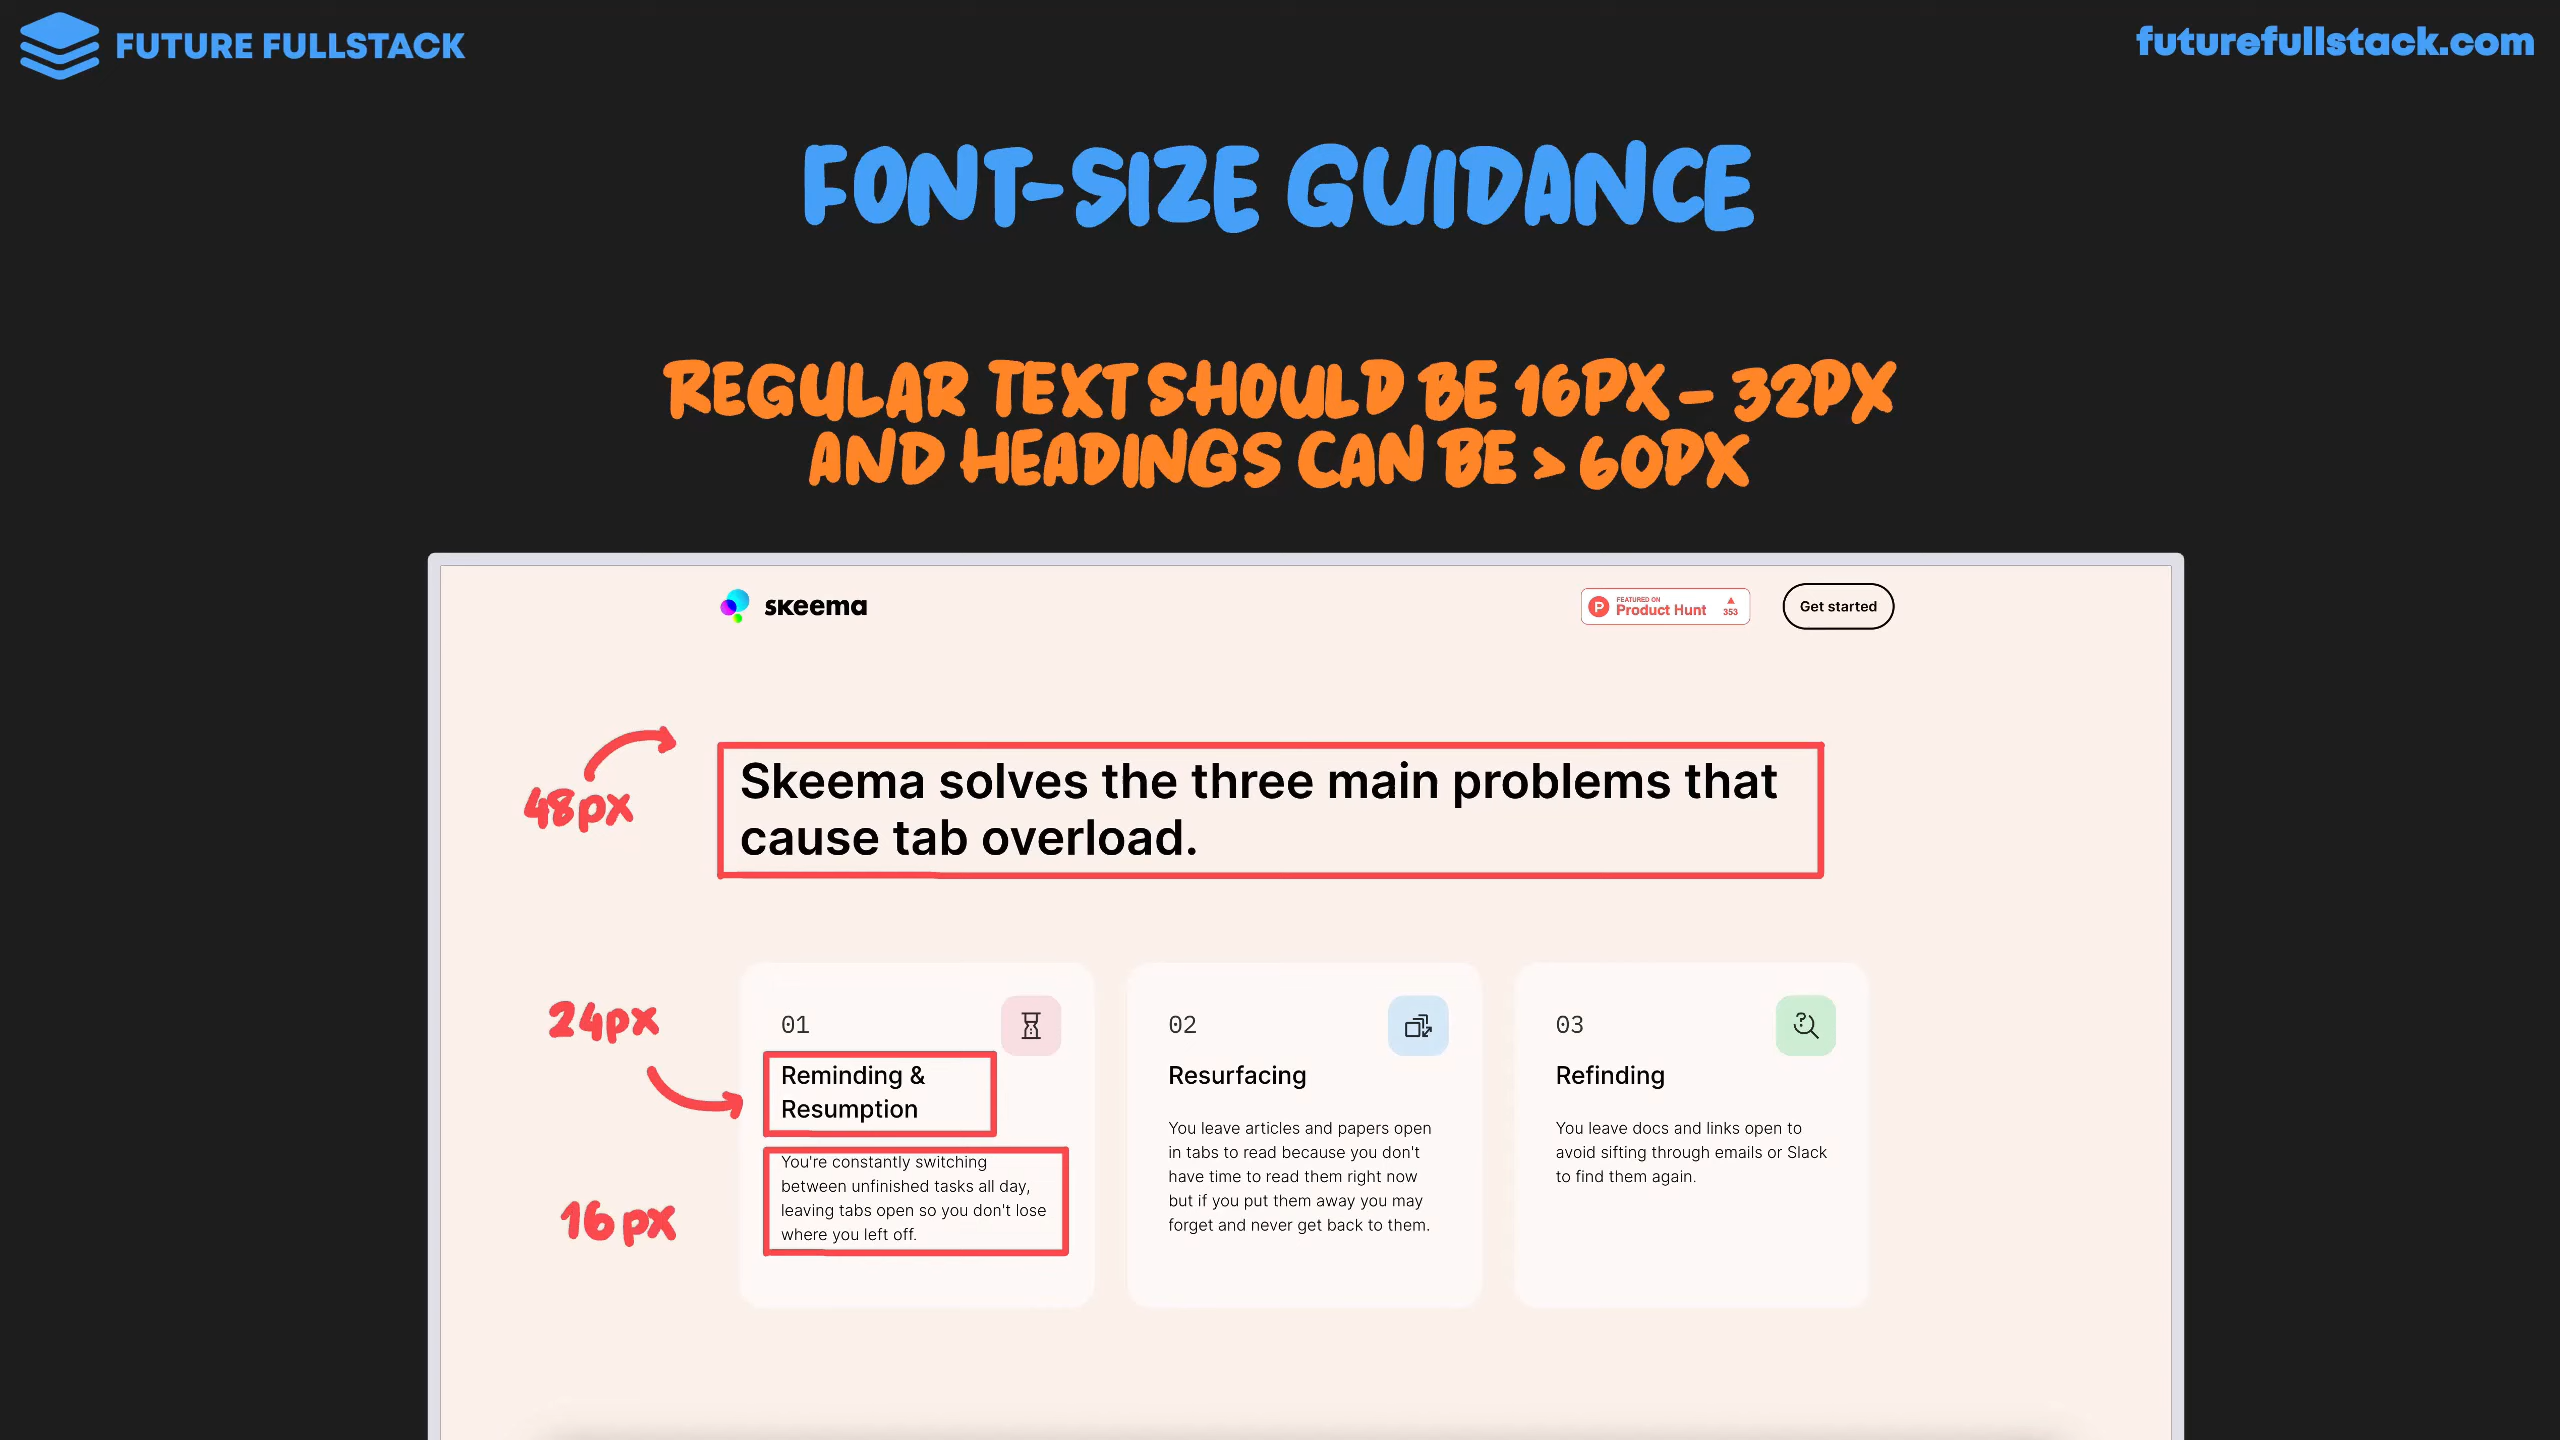 FUTURE FULLSTACK
futurefullstack.com
FONT-SIZE GUIDANCE
REGULAR TEXT SHOULD BE 16PX - 32PX
AND HEADINGS CAN BE > 60PX
skeema
FEATURED ON
Product Hunt
353
Get started
48px
Skeema solves the three main problems that
cause tab overload.
24px
16px
01
Reminding &
Resumption
You're constantly switching
between unfinished tasks all day,
leaving tabs open so you don't lose
where you left off.
02
Resurfacing
You leave articles and papers open
in tabs to read because you don't
have time to read them right now
but if you put them away you may
forget and never get back to them.
03
Refinding
You leave docs and links open to
avoid sifting through emails or Slack
to find them again.